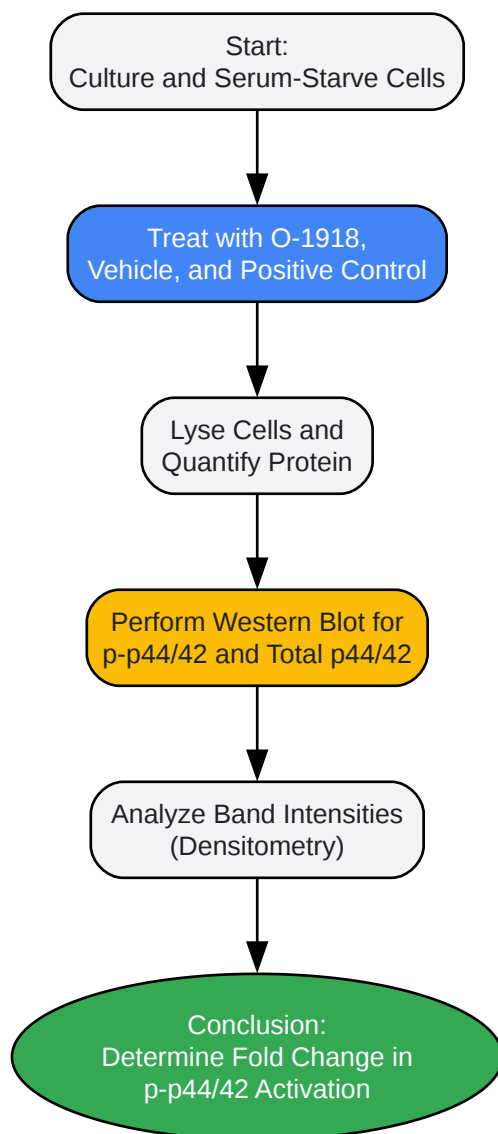 Start:
Culture and Serum-Starve Cells
Treat with O-1918,
Vehicle, and Positive Control
Lyse Cells and
Quantify Protein
Perform Western Blot for
p-p44/42 and Total p44/42
Analyze Band Intensities
(Densitometry)
Conclusion:
Determine Fold Change in
p-p44/42 Activation